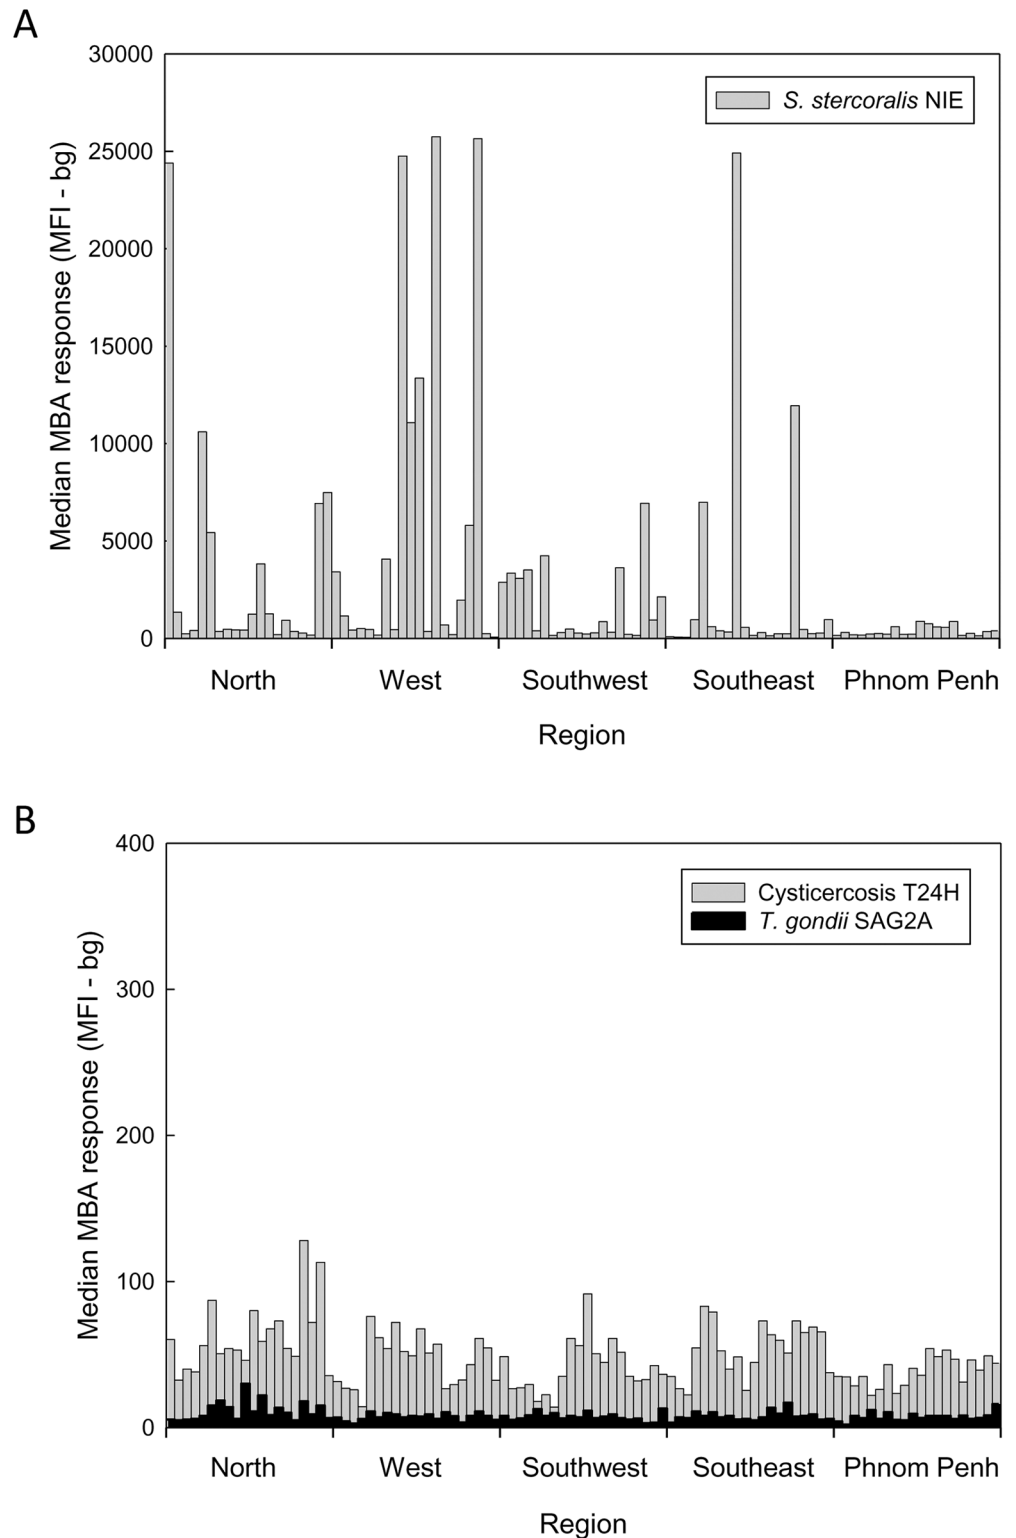 A
30000
25000
20000
15000
10000
5000
0
Median MBA response (MFI - bg)
S. stercoralis NIE
North West Southwest Southeast Phnom Penh
Region
B
400
300
200
100
0
Median MBA response (MFI - bg)
Cysticercosis T24H
T. gondii SAG2A
North West Southwest Southeast Phnom Penh
Region